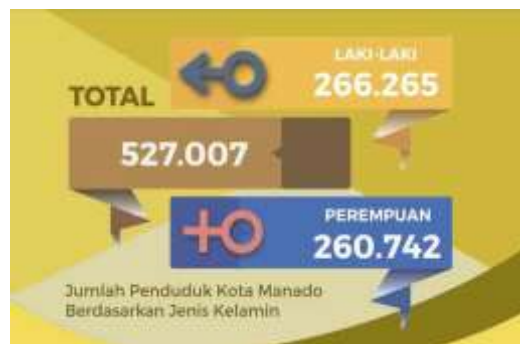 LAKI-LAKI
266.265
TOTAL
527.007
PEREMPUAN
260.742
Jumlah Penduduk Kota Manado
Berdasarkan Jenis Kelamin